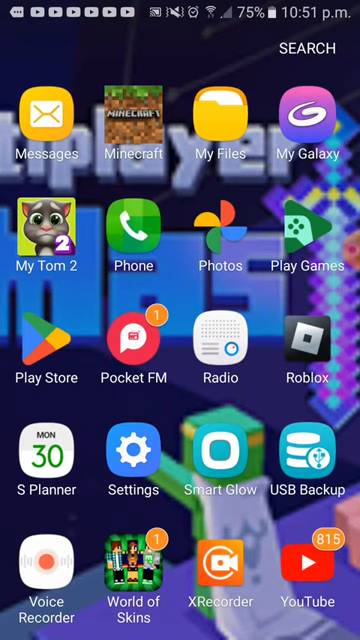 75% 10:51 p.m.
SEARCH
Messages
Minecraft
My Files
My Galaxy
MINECRAFT
My Tom 2
Phone
Photos
Play Games
2
Play Store
Pocket FM
Radio
Roblox
1
MON
30
S Planner
Settings
Smart Glow
USB Backup
Voice
Recorder
World of
Skins
XRecorder
YouTube
1
815